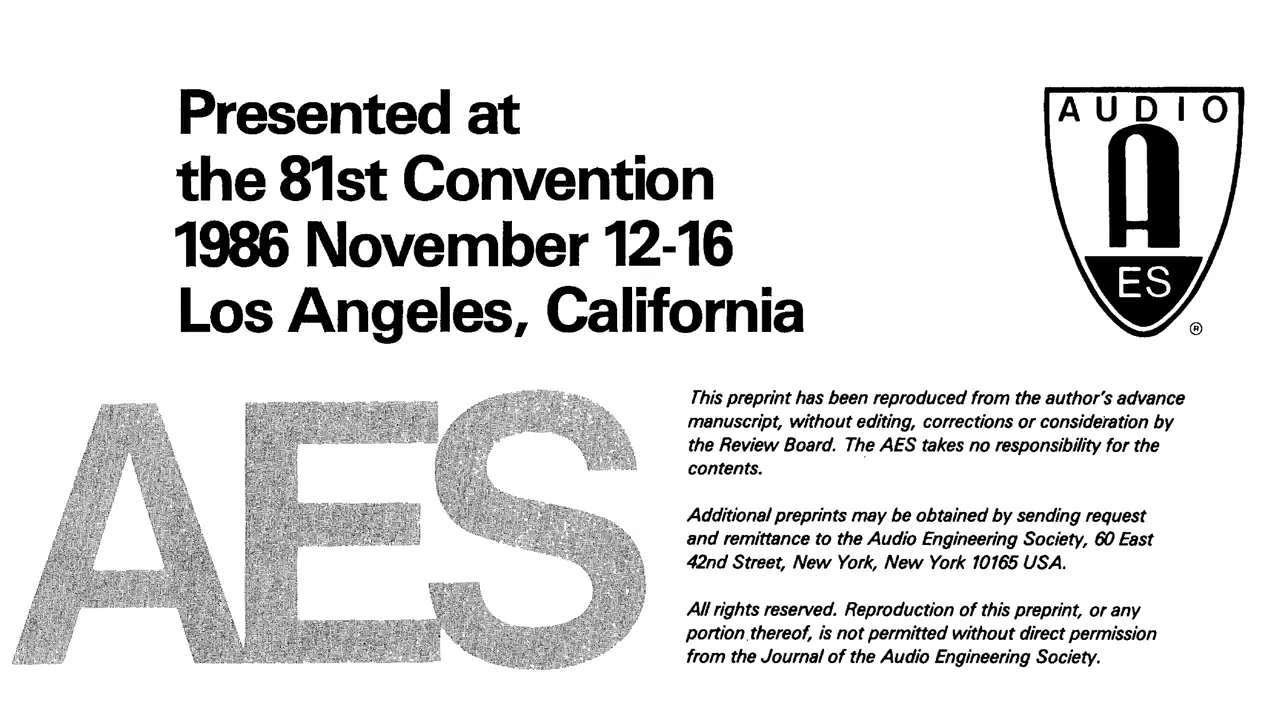 Presented at
the 81st Convention
1986 November 12-16
Los Angeles, California
AUDIO
A
ES
®
AES
This preprint has been reproduced from the author's advance
manuscript, without editing, corrections or consideration by
the Review Board. The AES takes no responsibility for the
contents.
Additional preprints may be obtained by sending request
and remittance to the Audio Engineering Society, 60 East
42nd Street, New York, New York 10165 USA.
All rights reserved. Reproduction of this preprint, or any
portion thereof, is not permitted without direct permission
from the Journal of the Audio Engineering Society.